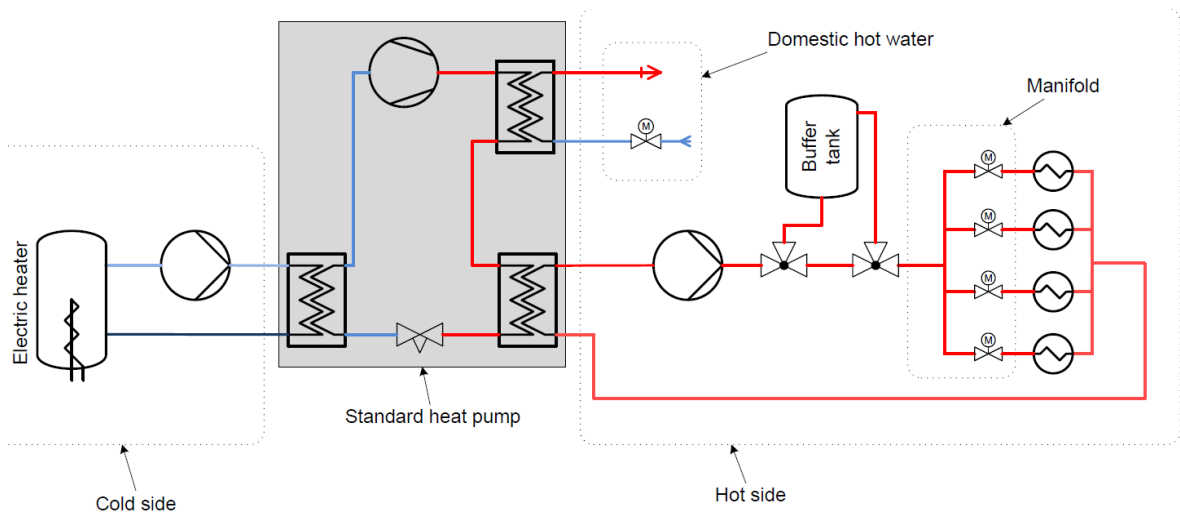 Domestic hot water
Manifold
Buffer
tank
M
M
M
M
M
Electric heater
Standard heat pump
Cold side
Hot side